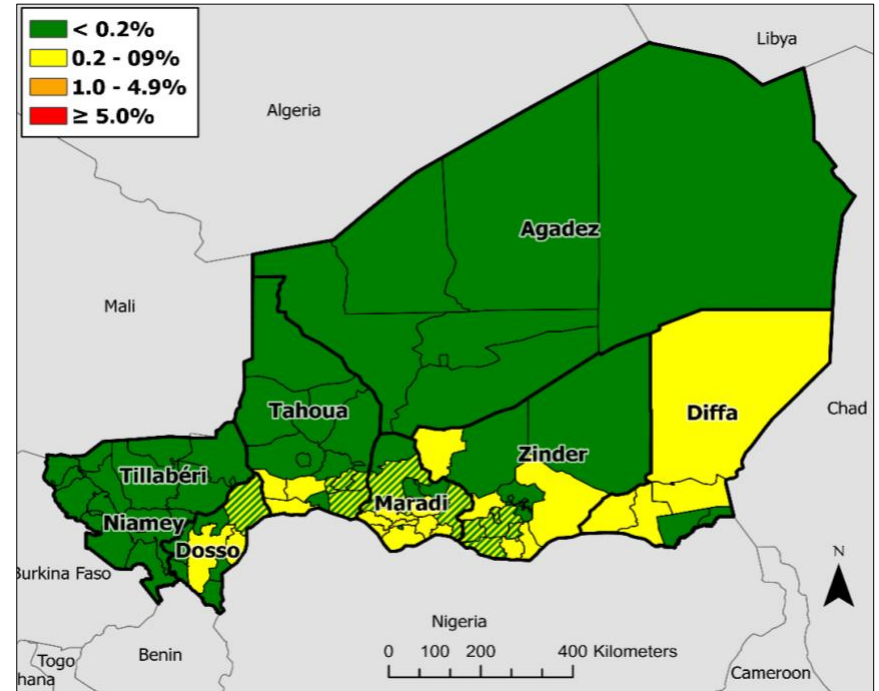 < 0.2%
0.2 - 09%
1.0 - 4.9%
≥ 5.0%
Libya
Algeria
Agadez
Mali
Tahoua
Diffa
Chad
Zinder
Tillabéri
Maradi
Niamey
Dosso
Burkina Faso
N
Nigeria
Togo
Benin
0 100 200 400 Kilometers
hana
Cameroon